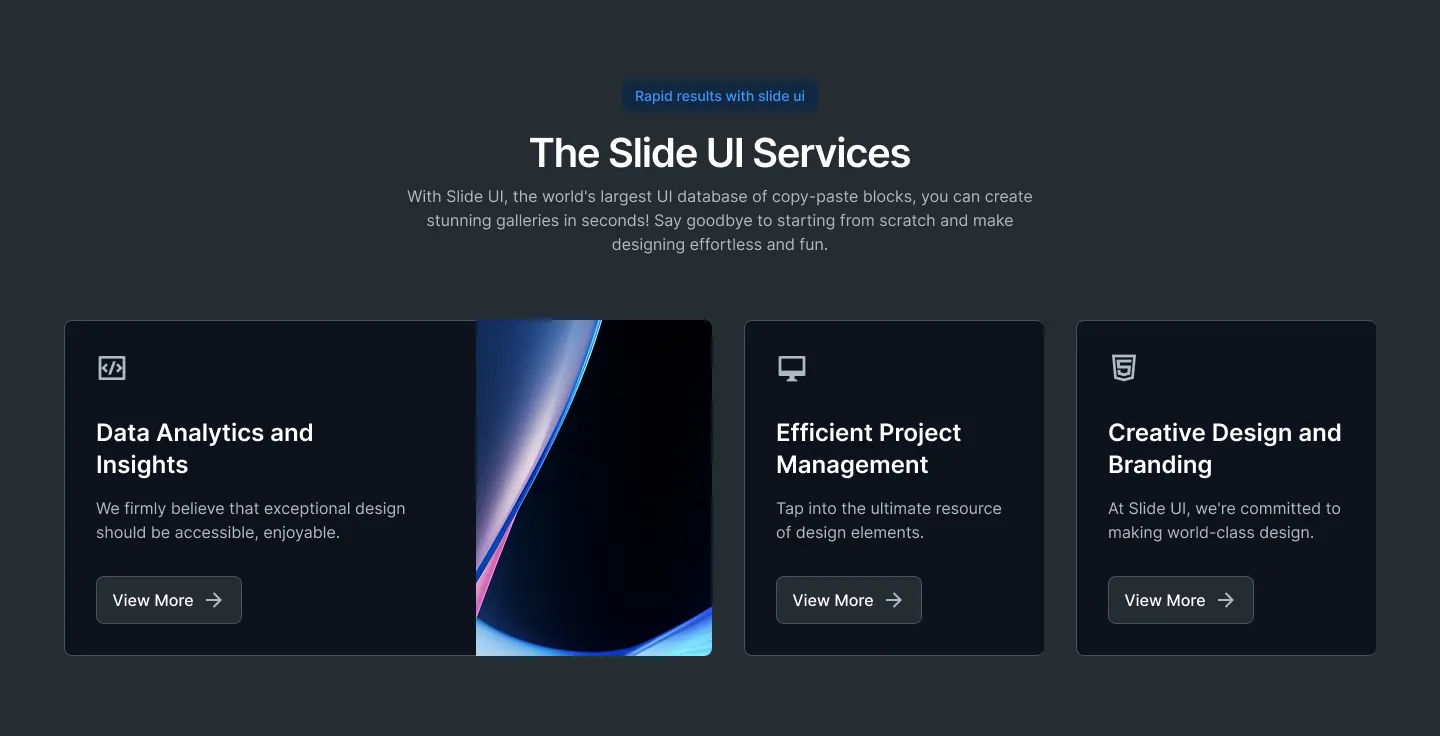 Rapid results with slide ui
The Slide UI Services
With Slide UI, the world's largest UI database of copy-paste blocks, you can create
stunning galleries in seconds! Say goodbye to starting from scratch and make
designing effortless and fun.
Data Analytics and
Insights
We firmly believe that exceptional design
should be accessible, enjoyable.
View More
Efficient Project
Management
Tap into the ultimate resource
of design elements.
View More
Creative Design and
Branding
At Slide UI, we're committed to
making world-class design.
View More